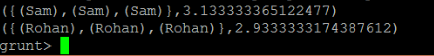 ({(Sam),(Sam),(Sam)},3.133333365122477)
({(Rohan),(Rohan),(Rohan)},2.9333333174387612)
grunt>